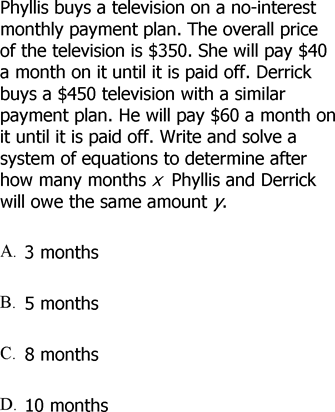 Phyllis buys a television on a no-interest
monthly payment plan. The overall price
of the television is $350. She will pay $40
a month on it until it is paid off. Derrick
buys a $450 television with a similar
payment plan. He will pay $60 a month on
it until it is paid off. Write and solve a
system of equations to determine after
how many months x Phyllis and Derrick
will owe the same amount y.
A. 3 months
B. 5 months
C. 8 months
D. 10 months